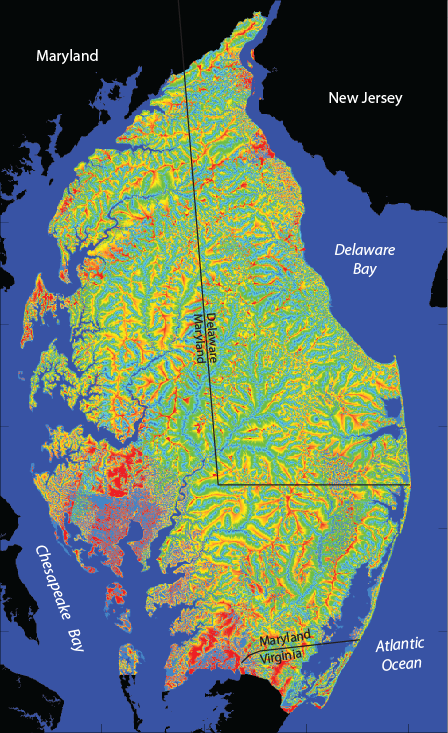 Maryland
New Jersey
Delaware
Bay
Delaware
Maryland
Chesapeake Bay
Maryland
Virginia
Atlantic
Ocean